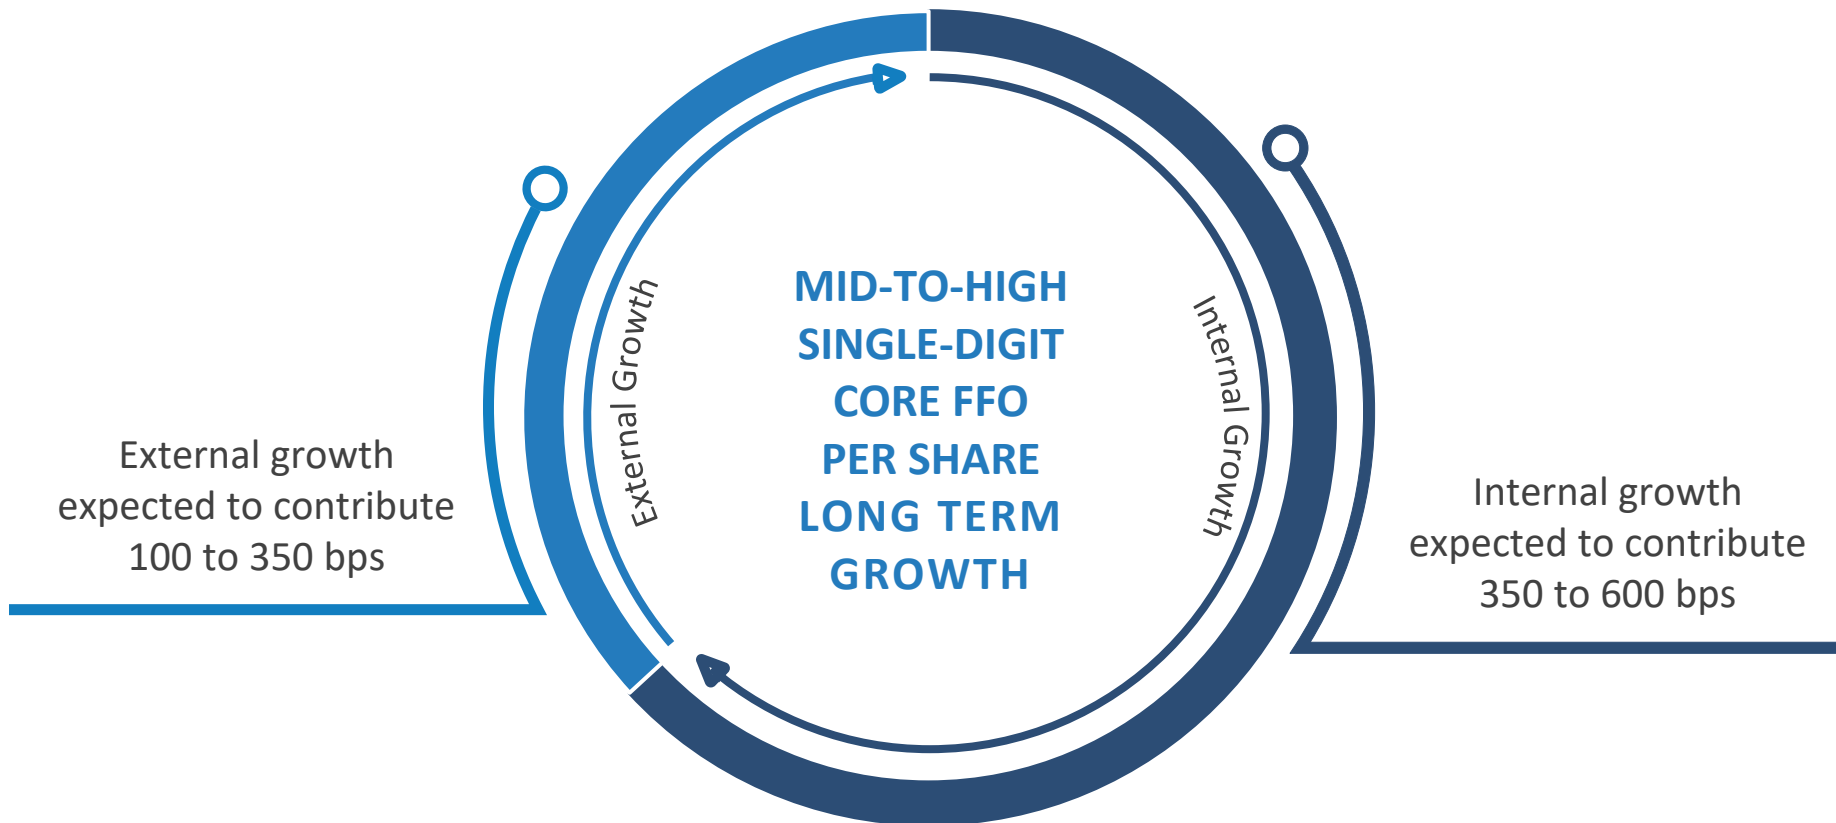 External growth
expected to contribute
100 to 350 bps
External Growth
MID-TO-HIGH
SINGLE-DIGIT
CORE FFO
PER SHARE
LONG TERM
GROWTH
Internal Growth
Internal growth
expected to contribute
350 to 600 bps